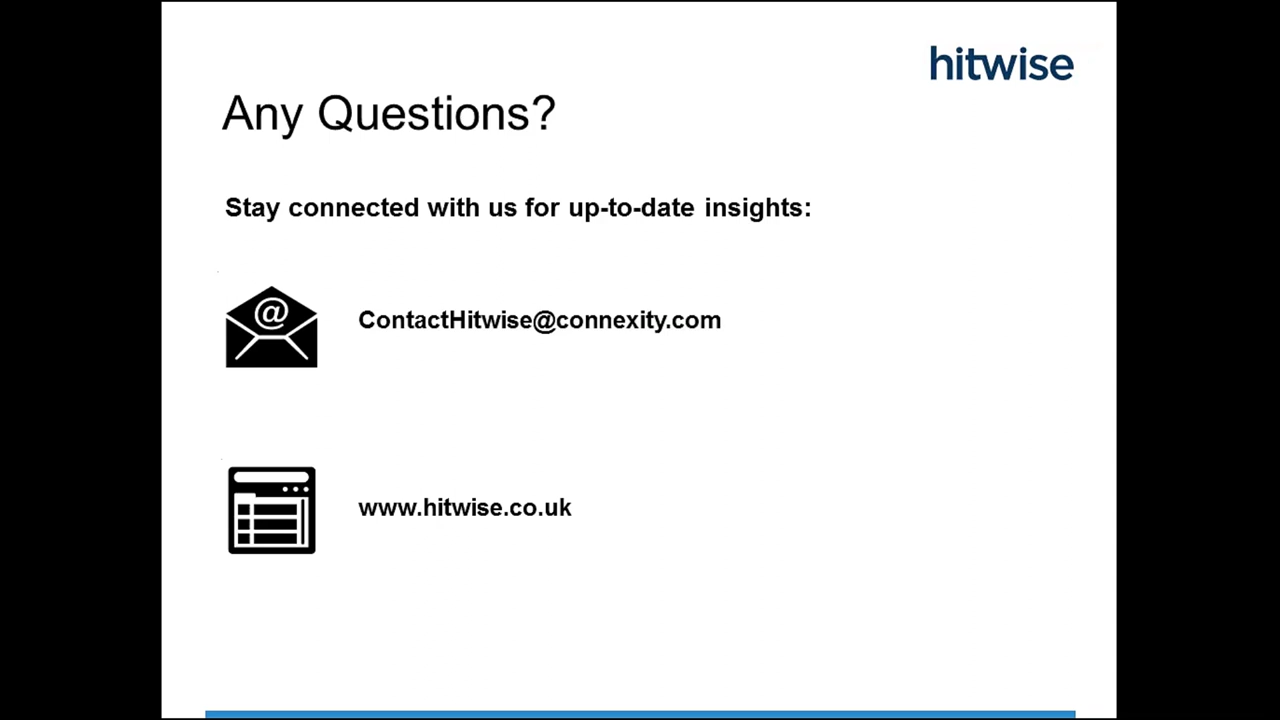 hitwise
Any Questions?
Stay connected with us for up-to-date insights:
@
ContactHitwise@connexity.com
www.hitwise.co.uk